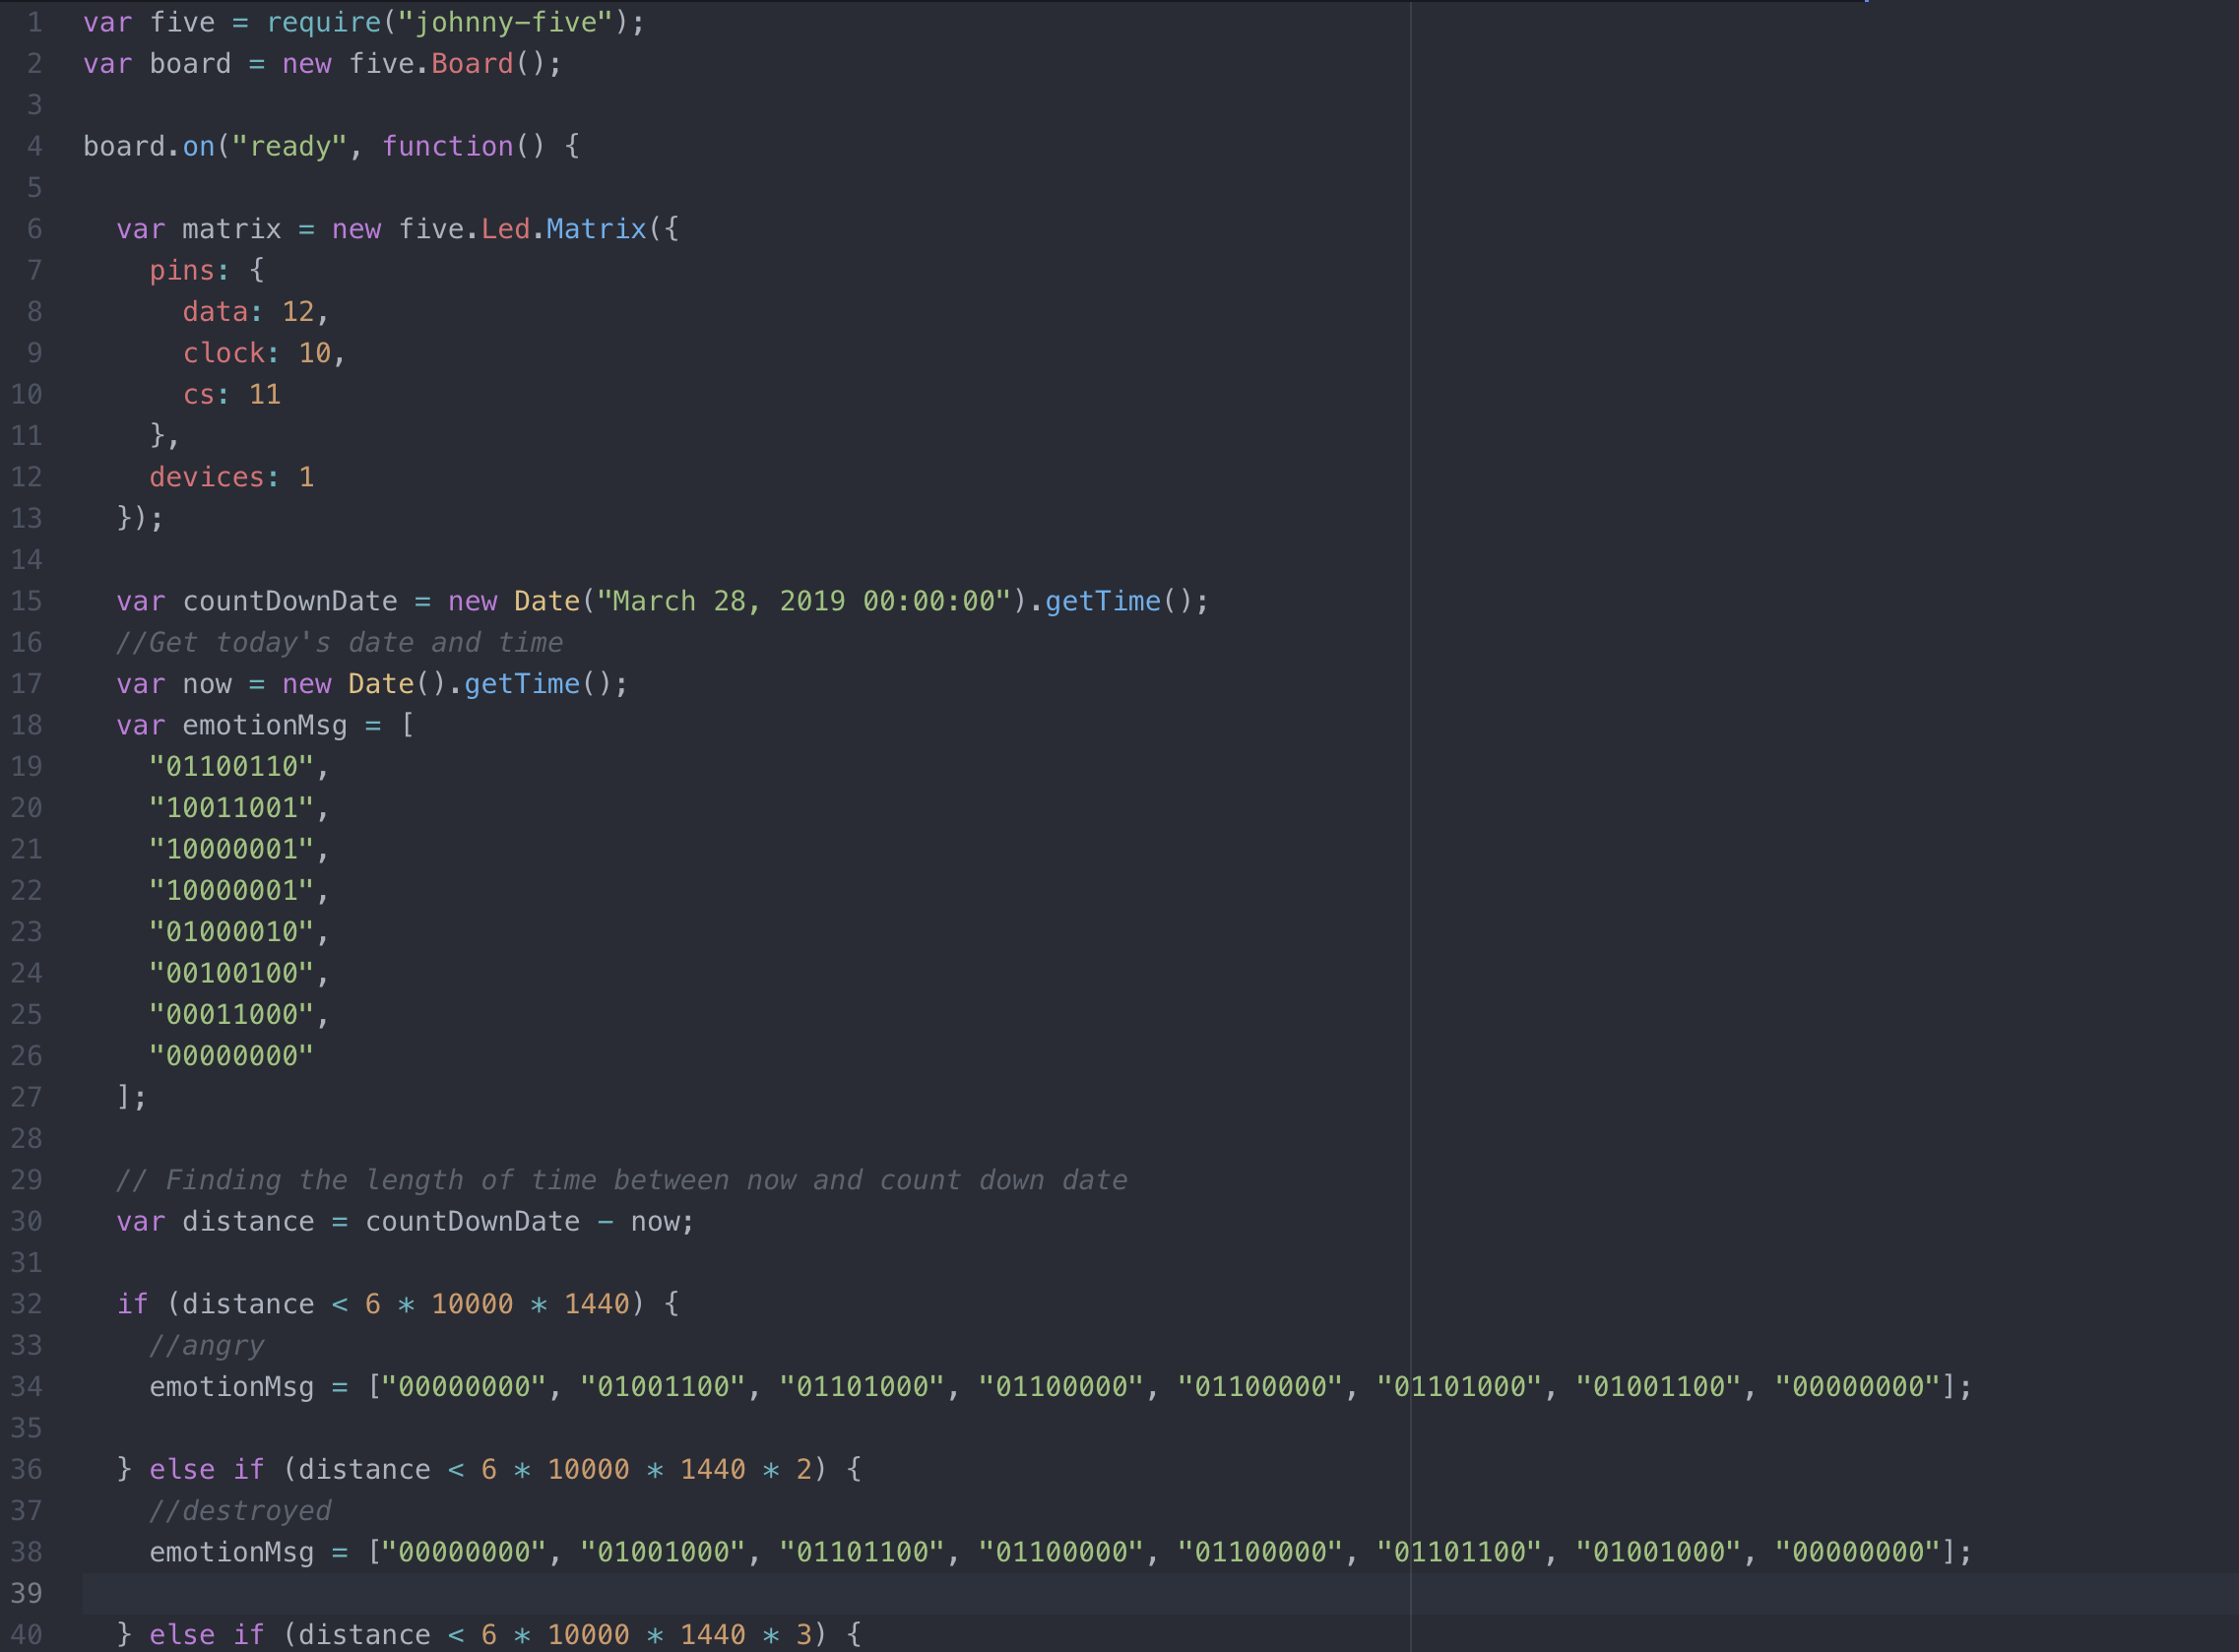 1 var five = require("johnny-five");
2 var board = new five.Board();
3
4 board.on("ready", function() {
5
6   var matrix = new five.Led.Matrix({
7     pins: {
8       data: 12,
9       clock: 10,
10       cs: 11
11     },
12     devices: 1
13   });
14
15   var countDownDate = new Date("March 28, 2019 00:00:00").getTime();
16   //Get today's date and time
17   var now = new Date().getTime();
18   var emotionMsg = [
19     "01100110",
20     "10011001",
21     "10000001",
22     "10000001",
23     "01000010",
24     "00100100",
25     "00011000",
26     "00000000"
27   ];
28
29   // Finding the length of time between now and count down date
30   var distance = countDownDate - now;
31
32   if (distance < 6 * 10000 * 1440) {
33     //angry
34     emotionMsg = ["00000000", "01001100", "01101000", "01100000", "01100000", "01101000", "01001100", "00000000"];
35
36   } else if (distance < 6 * 10000 * 1440 * 2) {
37     //destroyed
38     emotionMsg = ["00000000", "01001000", "01101100", "01100000", "01100000", "01101100", "01001000", "00000000"];
39
40   } else if (distance < 6 * 10000 * 1440 * 3) {